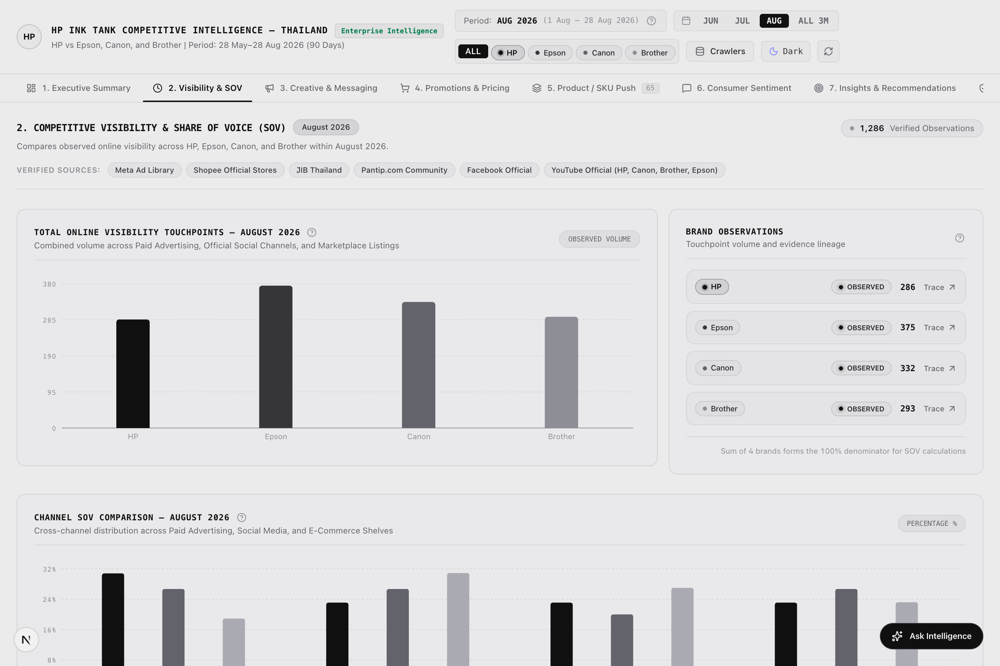 HP
HP INK TANK COMPETITIVE INTELLIGENCE — THAILAND
Enterprise Intelligence
HP vs Epson, Canon, and Brother | Period: 28 May–28 Aug 2026 (90 Days)
Period: AUG 2026 (1 Aug – 28 Aug 2026)
JUN JUL AUG ALL 3M
ALL HP Epson Canon Brother
Crawlers
Dark
1. Executive Summary
2. Visibility & SOV
3. Creative & Messaging
4. Promotions & Pricing
5. Product / SKU Push 65
6. Consumer Sentiment
7. Insights & Recommendations
2. COMPETITIVE VISIBILITY & SHARE OF VOICE (SOV)
August 2026
1,286 Verified Observations
Compares observed online visibility across HP, Epson, Canon, and Brother within August 2026.
VERIFIED SOURCES: Meta Ad Library Shopee Official Stores JIB Thailand Pantip.com Community Facebook Official YouTube Official (HP, Canon, Brother, Epson)
TOTAL ONLINE VISIBILITY TOUCHPOINTS — AUGUST 2026
Combined volume across Paid Advertising, Official Social Channels, and Marketplace Listings
OBSERVED VOLUME
380
285
190
95
0
HP Epson Canon Brother
BRAND OBSERVATIONS
Touchpoint volume and evidence lineage
HP OBSERVED 286 Trace
Epson OBSERVED 375 Trace
Canon OBSERVED 332 Trace
Brother OBSERVED 293 Trace
Sum of 4 brands forms the 100% denominator for SOV calculations
CHANNEL SOV COMPARISON — AUGUST 2026
Cross-channel distribution across Paid Advertising, Social Media, and E-Commerce Shelves
PERCENTAGE %
32%
24%
16%
8%
N
Ask Intelligence